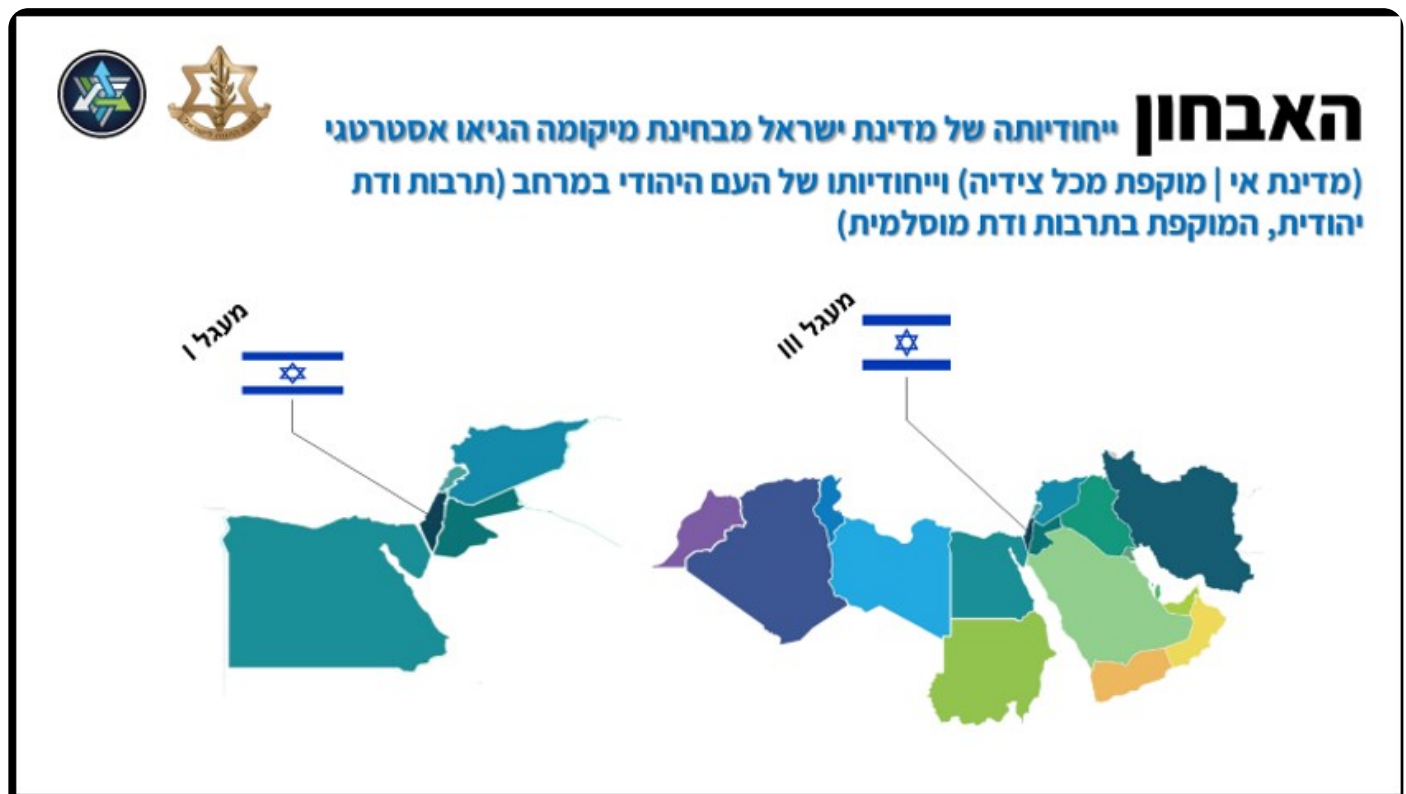 האבחון ייחודיותה של מדינת ישראל מבחינת מיקומה הגיאו אסטרטגי
(מדינת אי | מוקפת מכל צידיה) וייחודיותו של העם היהודי במרחב (תרבות ודת
יהודית, המוקפת בתרבות ודת מוסלמית)
מעגל III
מעגל I